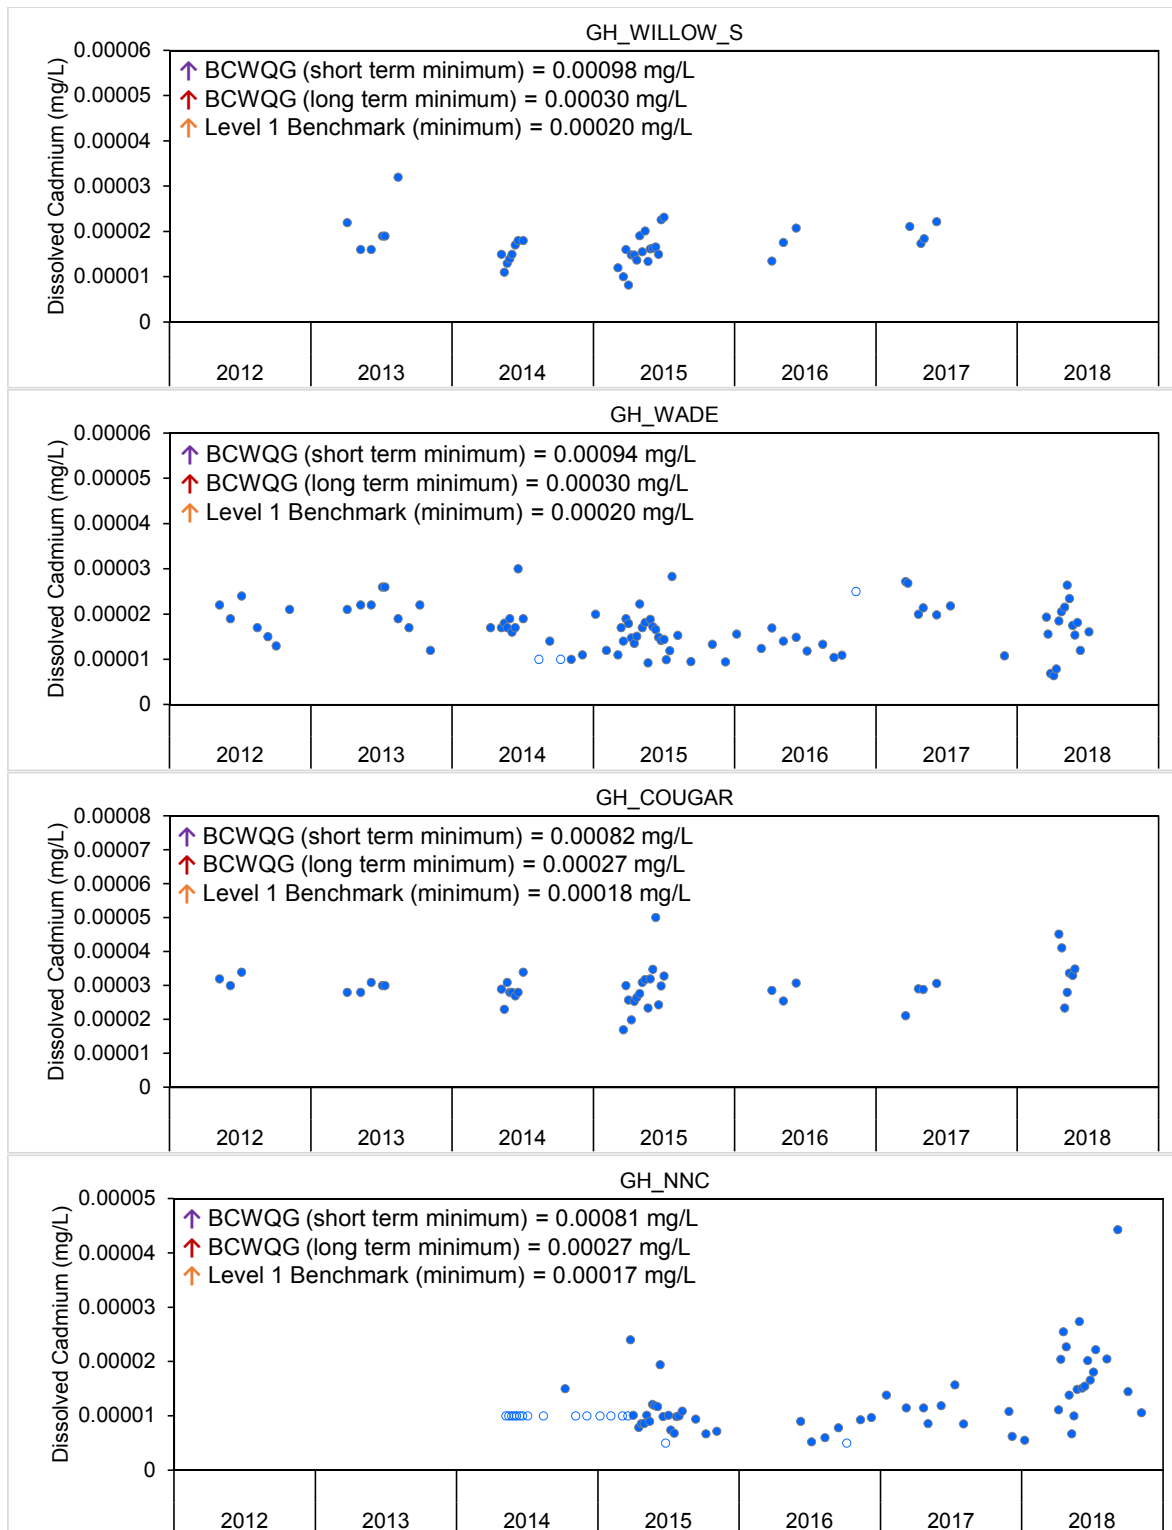 GH_WILLOW_S
Dissolved Cadmium (mg/L)
0.00006
0.00005
0.00004
0.00003
0.00002
0.00001
0
↑ BCWQG (short term minimum) = 0.00098 mg/L
↑ BCWQG (long term minimum) = 0.00030 mg/L
↑ Level 1 Benchmark (minimum) = 0.00020 mg/L
2012 2013 2014 2015 2016 2017 2018
GH_WADE
Dissolved Cadmium (mg/L)
0.00006
0.00005
0.00004
0.00003
0.00002
0.00001
0
↑ BCWQG (short term minimum) = 0.00094 mg/L
↑ BCWQG (long term minimum) = 0.00030 mg/L
↑ Level 1 Benchmark (minimum) = 0.00020 mg/L
2012 2013 2014 2015 2016 2017 2018
GH_COUGAR
Dissolved Cadmium (mg/L)
0.00008
0.00007
0.00006
0.00005
0.00004
0.00003
0.00002
0.00001
0
↑ BCWQG (short term minimum) = 0.00082 mg/L
↑ BCWQG (long term minimum) = 0.00027 mg/L
↑ Level 1 Benchmark (minimum) = 0.00018 mg/L
2012 2013 2014 2015 2016 2017 2018
GH_NNC
Dissolved Cadmium (mg/L)
0.00005
0.00004
0.00003
0.00002
0.00001
0
↑ BCWQG (short term minimum) = 0.00081 mg/L
↑ BCWQG (long term minimum) = 0.00027 mg/L
↑ Level 1 Benchmark (minimum) = 0.00017 mg/L
2012 2013 2014 2015 2016 2017 2018